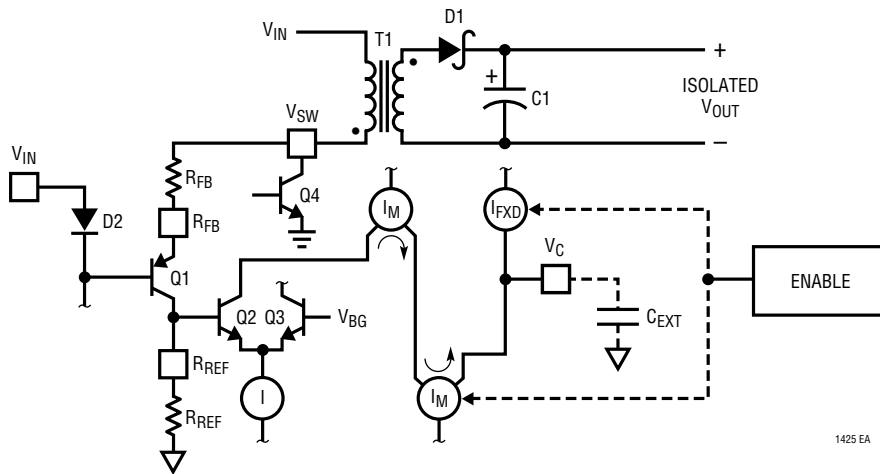 D1
T1
V_IN
+
+
C1
ISOLATED
V_OUT
V_SW
−
V_IN
R_FB
Q4
D2
R_FB
I_M
I_FXD
V_C
Q1
ENABLE
Q2
Q3
V_BG
C_EXT
R_REF
I
I_M
R_REF
1425 EA